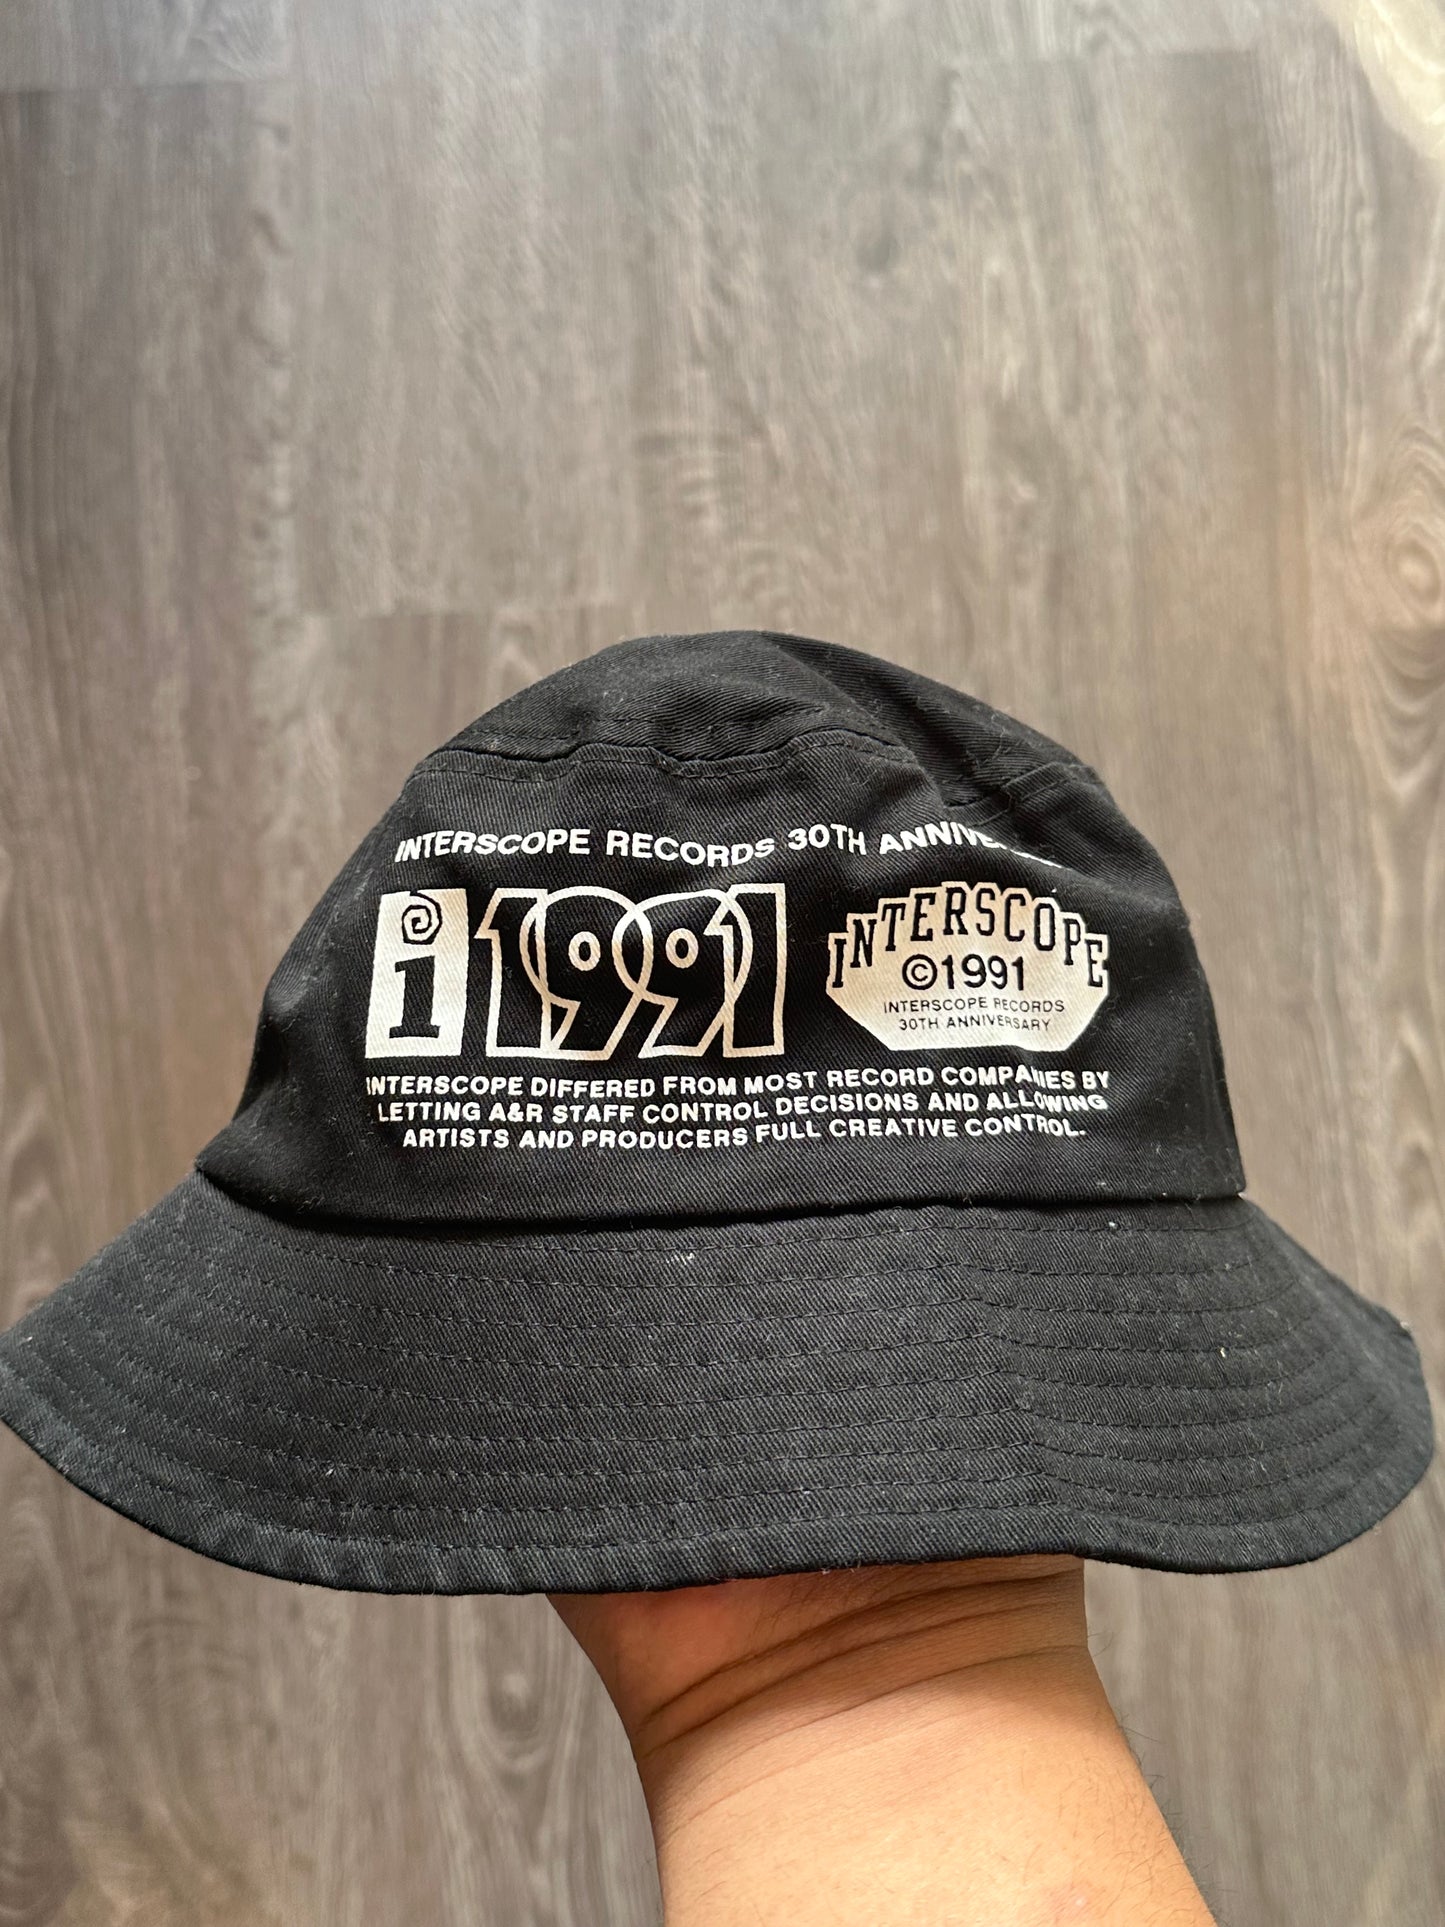 INTERSCOPE RECORDS 30TH
i 1991
INTERSCOPE
©1991
INTERSCOPE RECORDS
30TH ANNIVERSARY
INTERSCOPE DIFFERED FROM MOST RECORD COMPANIES BY
LETTING A&R STAFF CONTROL DECISIONS AND ALLOWING
ARTISTS AND PRODUCERS FULL CREATIVE CONTROL.